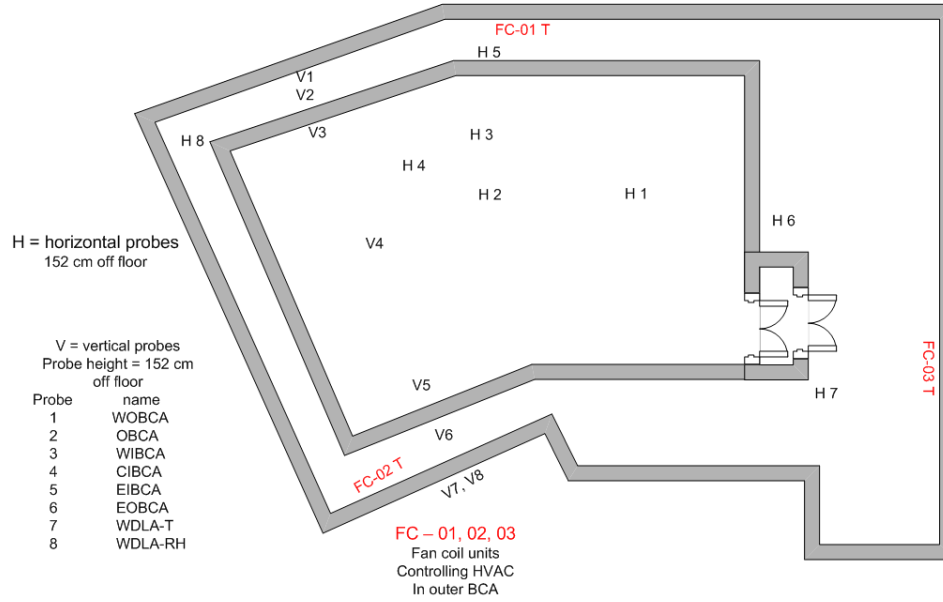 FC-01 T
H 5
V1
V2
V3
H 8
H 3
H 4
H 2
H 1
H 6
V4
H = horizontal probes
152 cm off floor
V = vertical probes
Probe height = 152 cm
off floor
Probe name
1 WOBCA
2 OBCA
3 WIBCA
4 CIBCA
5 EIBCA
6 EOBCA
7 WDLA-T
8 WDLA-RH
V5
V6
FC-02 T
V7, V8
H 7
FC-03 T
FC – 01, 02, 03
Fan coil units
Controlling HVAC
In outer BCA